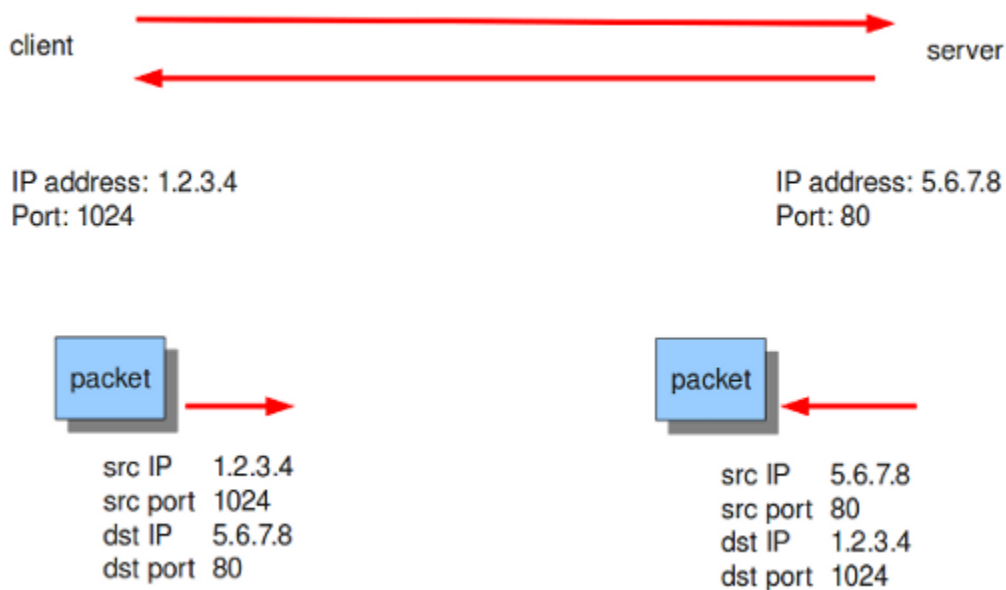 client
server
IP address: 1.2.3.4
Port: 1024
IP address: 5.6.7.8
Port: 80
packet
src IP 1.2.3.4
src port 1024
dst IP 5.6.7.8
dst port 80
packet
src IP 5.6.7.8
src port 80
dst IP 1.2.3.4
dst port 1024